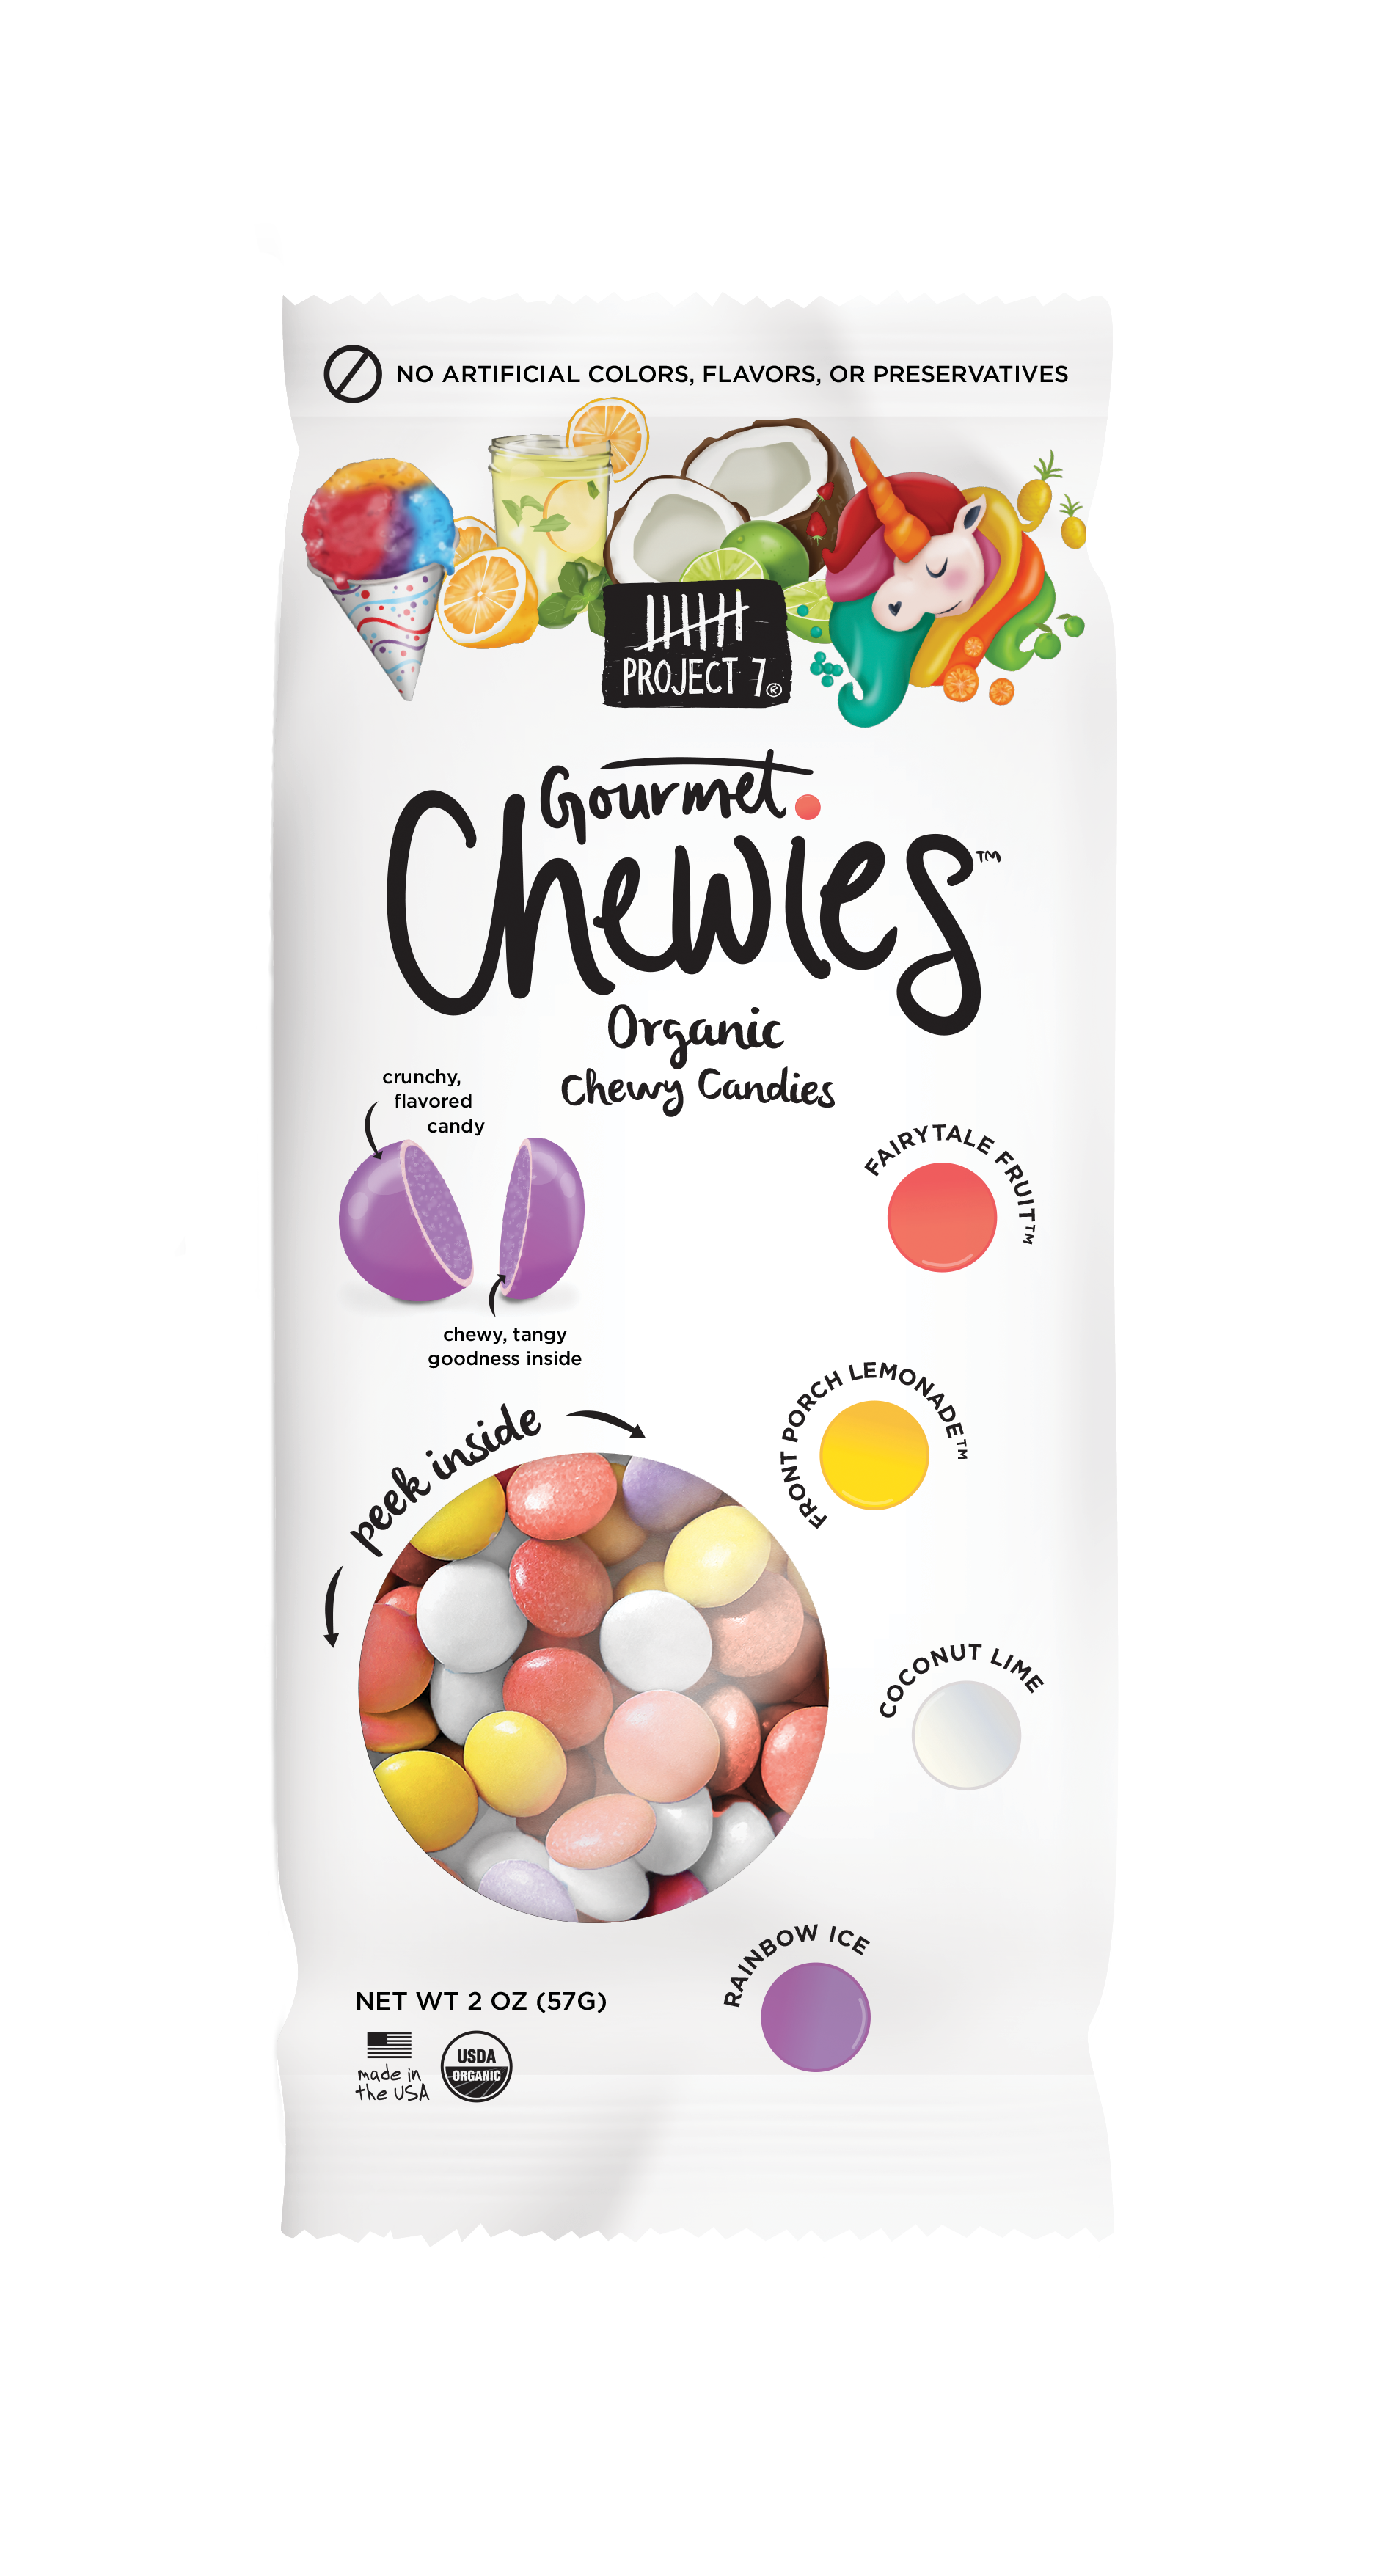 NO ARTIFICIAL COLORS, FLAVORS, OR PRESERVATIVES
PROJECT 7®
Gourmet
Chewies™
Organic
Chewy Candies
crunchy,
flavored
candy
chewy, tangy
goodness inside
FAIRYTALE FRUIT™
FRONT PORCH LEMONADE™
peek inside
COCONUT LIME
RAINBOW ICE
NET WT 2 OZ (57G)
made in
the USA
USDA
ORGANIC